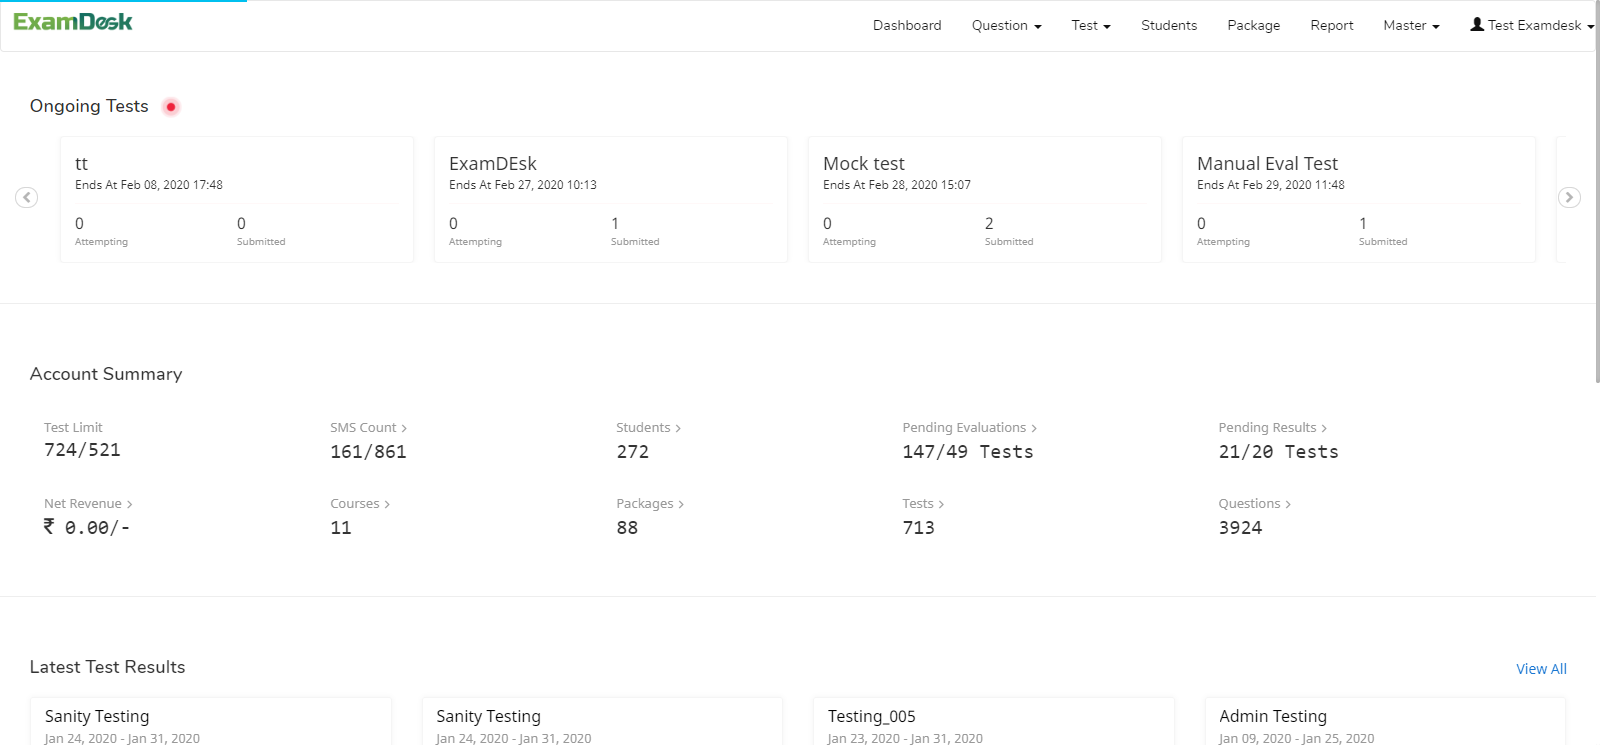 ExamDesk
Dashboard Question Test Students Package Report Master Test Examdesk
Ongoing Tests
tt
Ends At Feb 08, 2020 17:48
0 0
Attempting Submitted
ExamDEsk
Ends At Feb 27, 2020 10:13
0 1
Attempting Submitted
Mock test
Ends At Feb 28, 2020 15:07
0 2
Attempting Submitted
Manual Eval Test
Ends At Feb 29, 2020 11:48
0 1
Attempting Submitted
Account Summary
Test Limit
724/521
SMS Count >
161/861
Students >
272
Pending Evaluations >
147/49 Tests
Pending Results >
21/20 Tests
Net Revenue >
₹ 0.00/-
Courses >
11
Packages >
88
Tests >
713
Questions >
3924
Latest Test Results
View All
Sanity Testing
Jan 24, 2020 - Jan 31, 2020
Sanity Testing
Jan 24, 2020 - Jan 31, 2020
Testing_005
Jan 23, 2020 - Jan 31, 2020
Admin Testing
Jan 09, 2020 - Jan 25, 2020